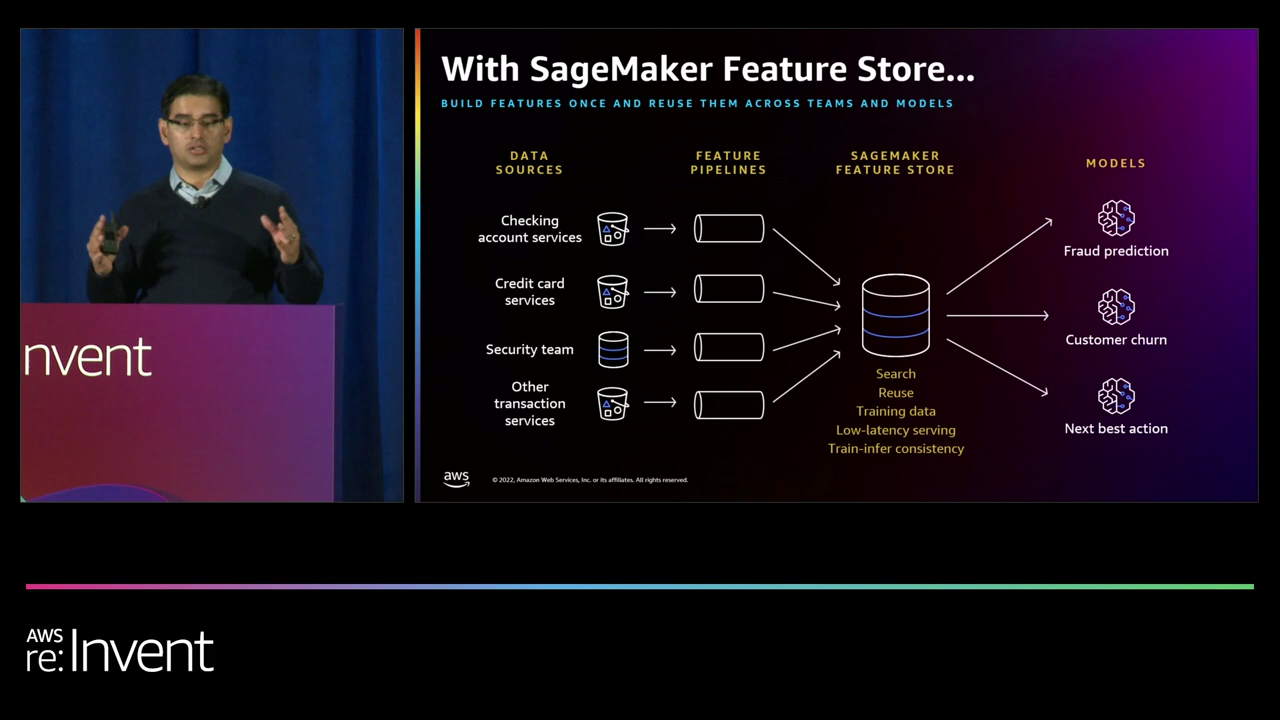 With SageMaker Feature Store...
BUILD FEATURES ONCE AND REUSE THEM ACROSS TEAMS AND MODELS
DATA
SOURCES
FEATURE
PIPELINES
SAGEMAKER
FEATURE STORE
MODELS
Checking
account services
Credit card
services
Security team
Other
transaction
services
Search
Reuse
Training data
Low-latency serving
Train-infer consistency
Fraud prediction
Customer churn
Next best action
aws
© 2022, Amazon Web Services, Inc. or its affiliates. All rights reserved.
nvent
AWS
re:Invent